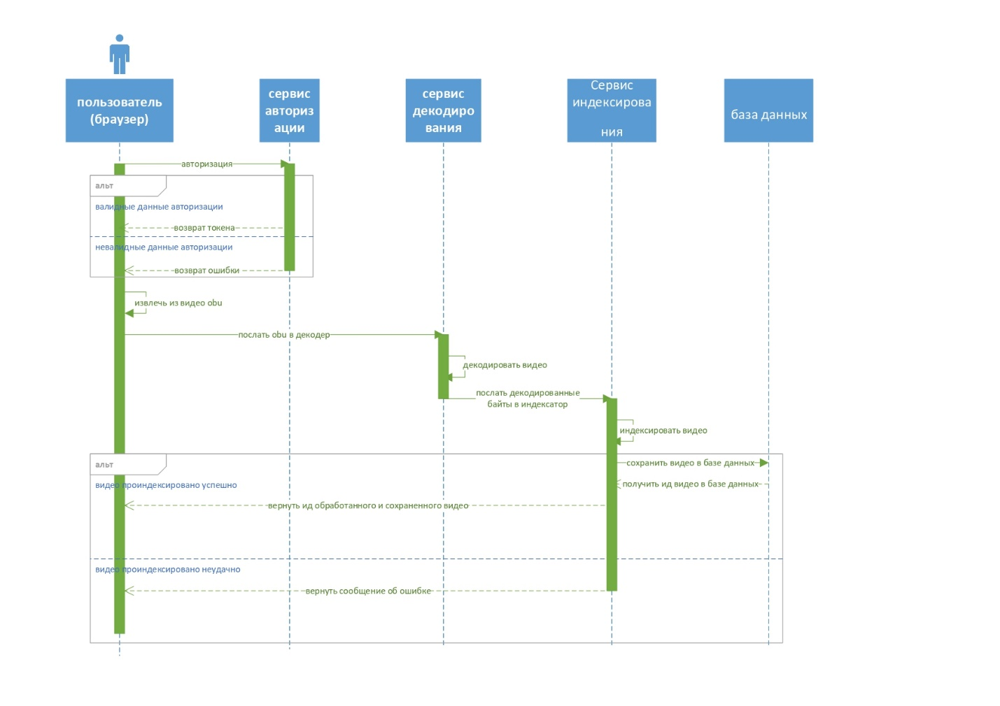 пользователь
(браузер)
сервис
авториз
ации
сервис
декодиро
вания
Сервис
индексирова
ния
база данных
авторизация
альт
валидные данные авторизации
возврат токена
невалидные данные авторизации
возврат ошибки
извлечь из видео obu
послать obu в декодер
декодировать видео
послать декодированные
байты в индексатор
индексировать видео
альт
сохранить видео в базе данных
получить ид видео в базе данных
видео проиндексировано успешно
вернуть ид обработанного и сохраненного видео
видео проиндексировано неудачно
вернуть сообщение об ошибке